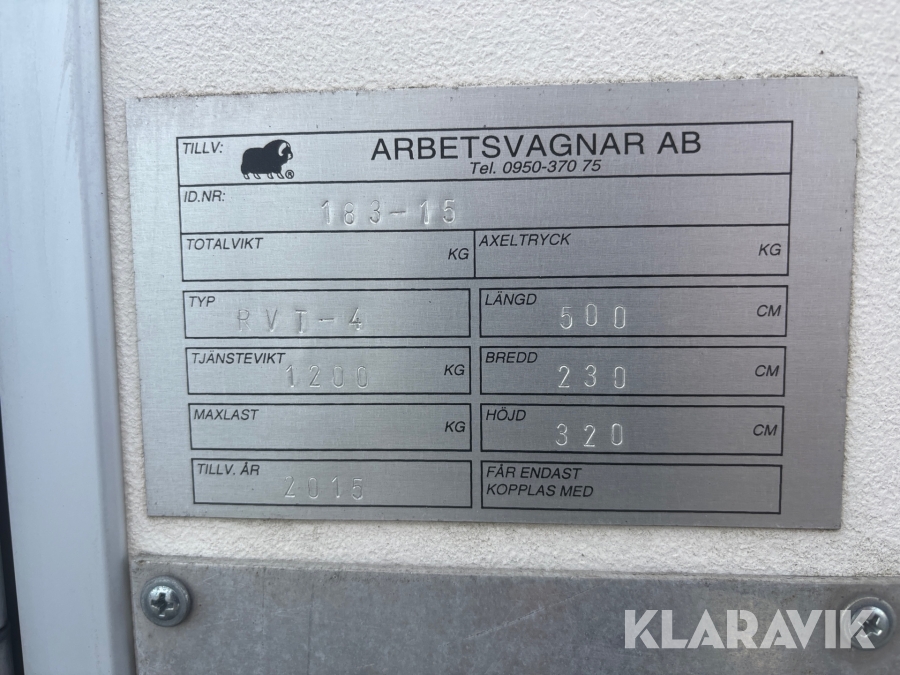 TILLV: ® ARBETSVAGNAR AB
Tel. 0950-370 75
ID.NR: 183-15
TOTALVIKT KG AXELTRYCK KG
TYP RVT-4 LÄNGD 500 CM
TJÄNSTEVIKT 1200 KG BREDD 230 CM
MAXLAST KG HÖJD 320 CM
TILLV. ÅR 2015 FÅR ENDAST
KOPPLAS MED
KLARAVIK